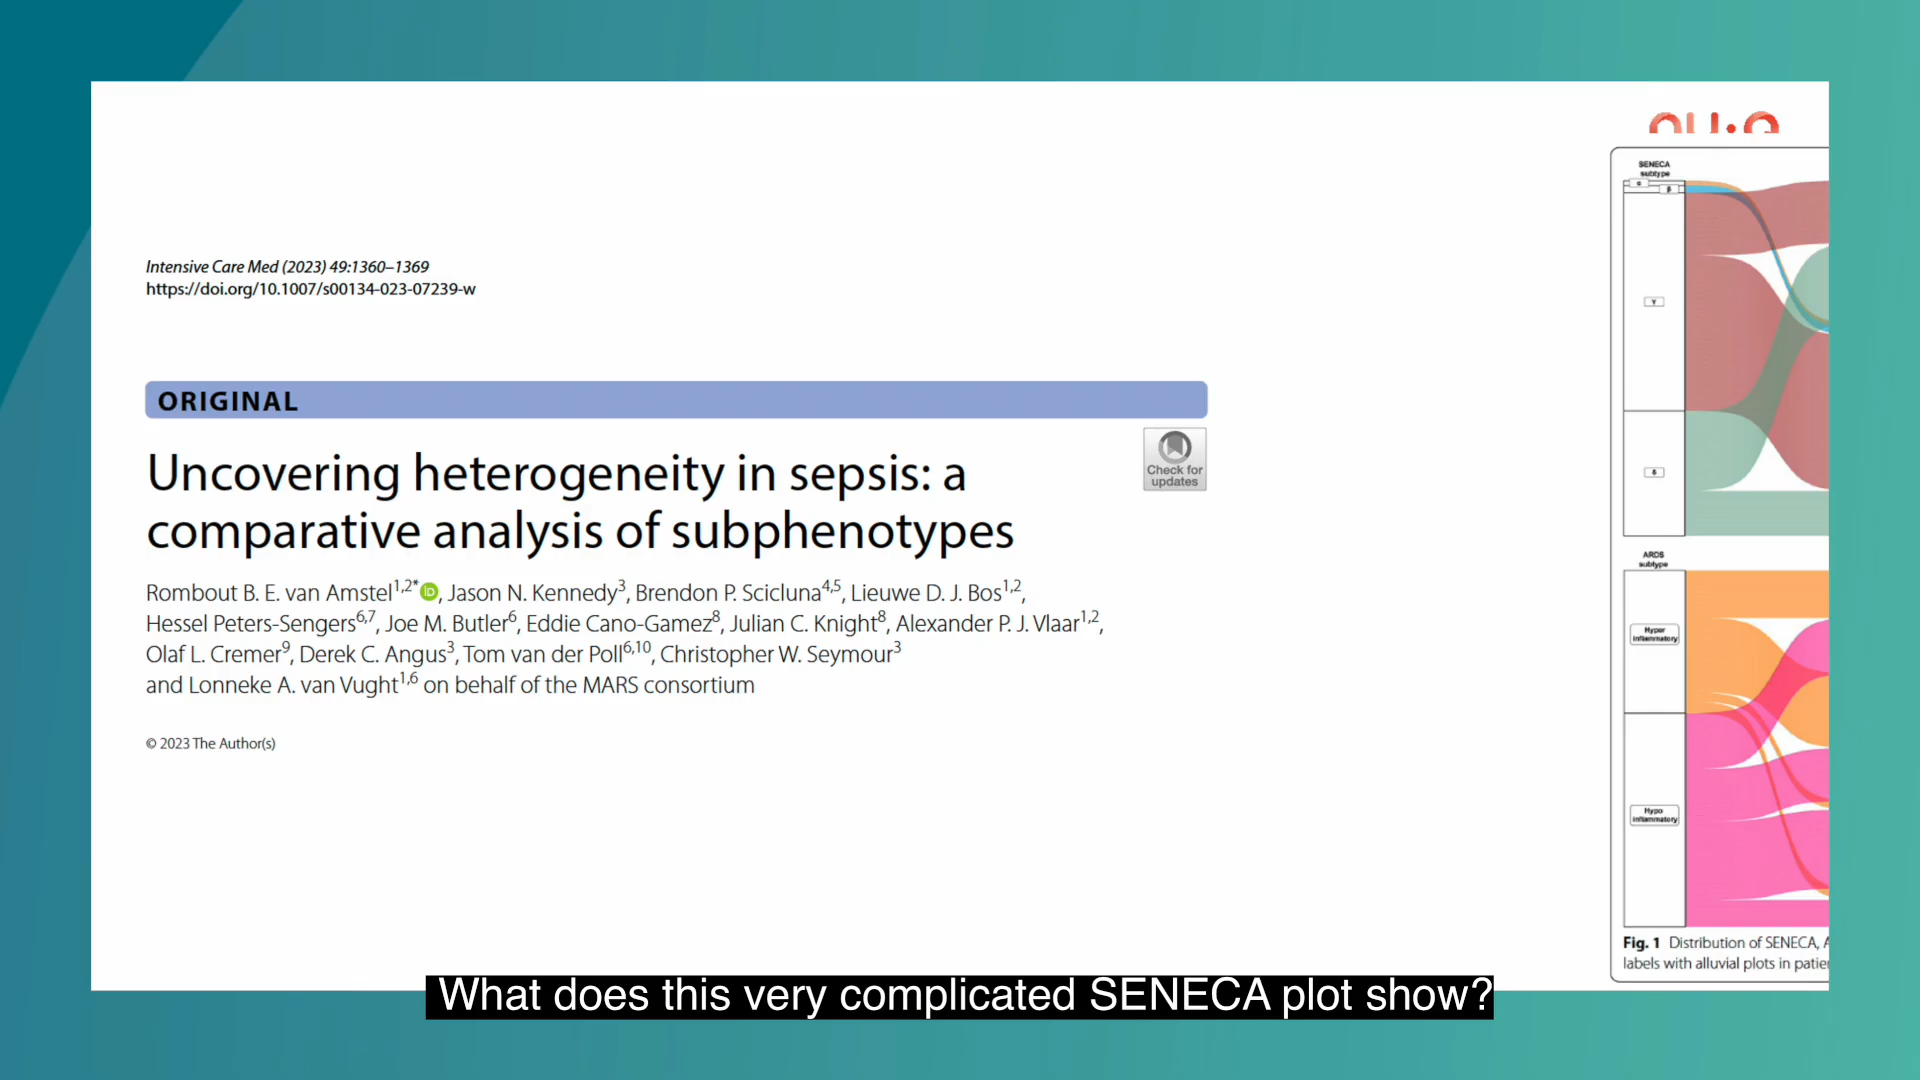 Intensive Care Med (2023) 49:1360–1369
https://doi.org/10.1007/s00134-023-07239-w
ORIGINAL
Check for
updates
Uncovering heterogeneity in sepsis: a
comparative analysis of subphenotypes
Rombout B. E. van Amstel1,2* iD, Jason N. Kennedy3, Brendon P. Scicluna4,5, Lieuwe D. J. Bos1,2,
Hessel Peters-Sengers6,7, Joe M. Butler6, Eddie Cano-Gamez8, Julian C. Knight8, Alexander P. J. Vlaar1,2,
Olaf L. Cremer9, Derek C. Angus3, Tom van der Poll6,10, Christopher W. Seymour3
and Lonneke A. van Vught1,6 on behalf of the MARS consortium
© 2023 The Author(s)
SENECA
subtype
α
β
γ
δ
ARDS
subtype
Hyper
inflammatory
Hypo
inflammatory
Fig. 1 Distribution of SENECA,
labels with alluvial plots in
What does this very complicated SENECA plot show?